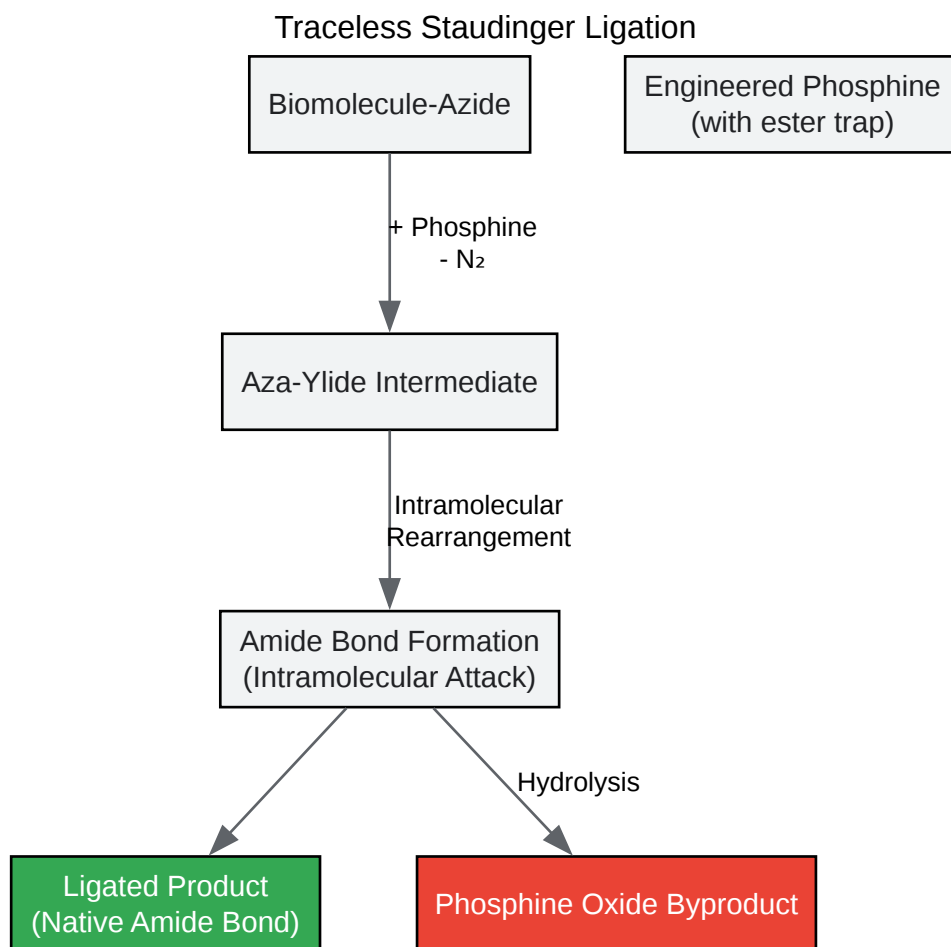 Traceless Staudinger Ligation
Biomolecule-Azide
Engineered Phosphine
(with ester trap)
+ Phosphine
- N₂
Aza-Ylide Intermediate
Intramolecular
Rearrangement
Amide Bond Formation
(Intramolecular Attack)
Hydrolysis
Ligated Product
(Native Amide Bond)
Phosphine Oxide Byproduct